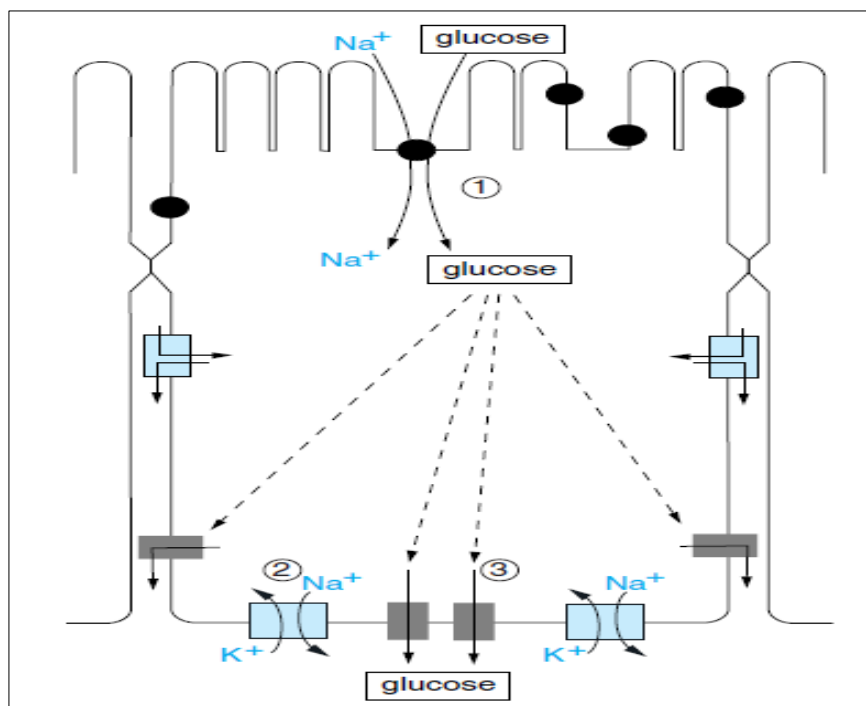 Na+ glucose
①
Na+ glucose
② Na+ ③ Na+
K+ K+
glucose